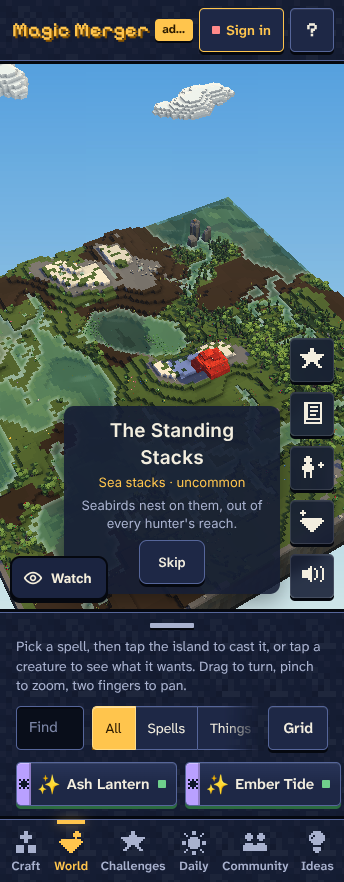 Magic Merger
ad...
Sign in
?
The Standing
Stacks
Sea stacks · uncommon
Seabirds nest on them, out of
every hunter's reach.
Skip
Watch
Pick a spell, then tap the island to cast it, or tap a
creature to see what it wants. Drag to turn, pinch
to zoom, two fingers to pan.
Find
All
Spells
Things
Grid
Ash Lantern
Ember Tide
Craft
World
Challenges
Daily
Community
Ideas